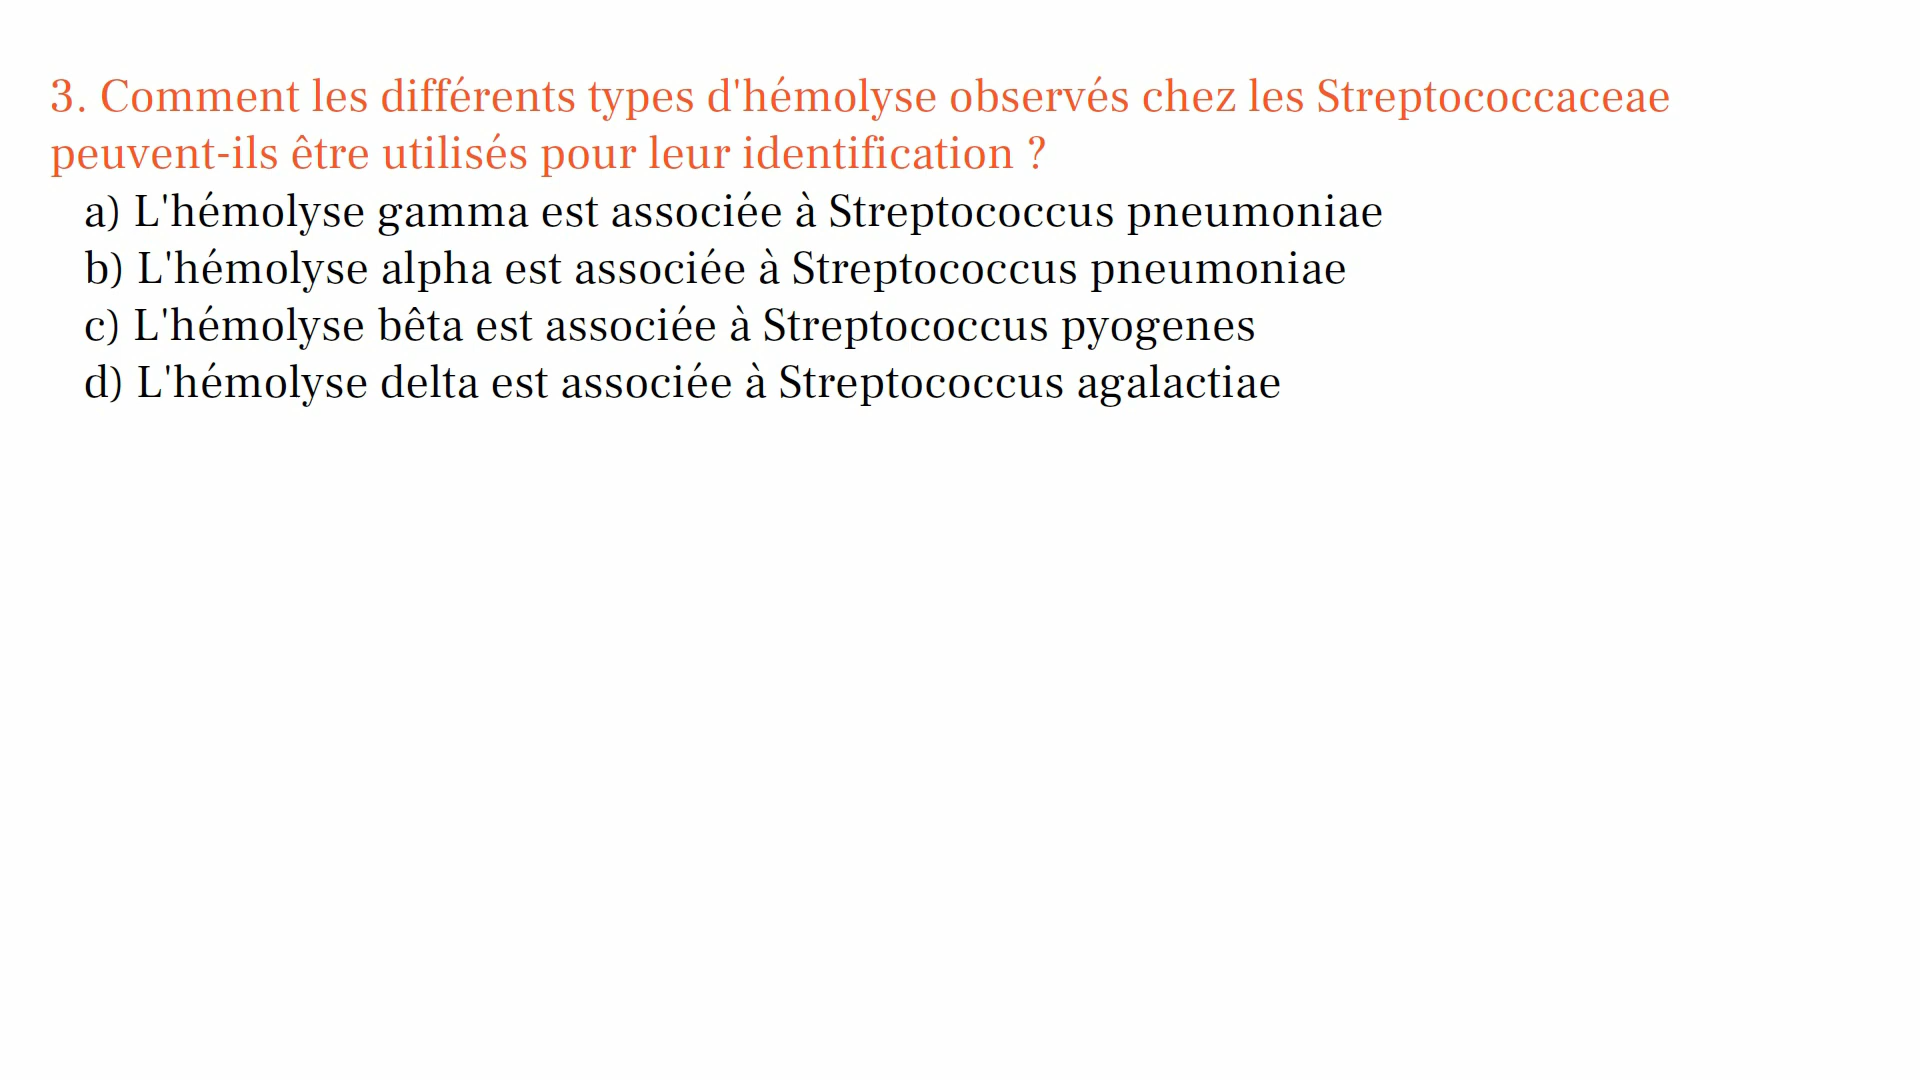 3. Comment les différents types d'hémolyse observés chez les Streptococcaceae
peuvent-ils être utilisés pour leur identification ?
a) L'hémolyse gamma est associée à Streptococcus pneumoniae
b) L'hémolyse alpha est associée à Streptococcus pneumoniae
c) L'hémolyse bêta est associée à Streptococcus pyogenes
d) L'hémolyse delta est associée à Streptococcus agalactiae